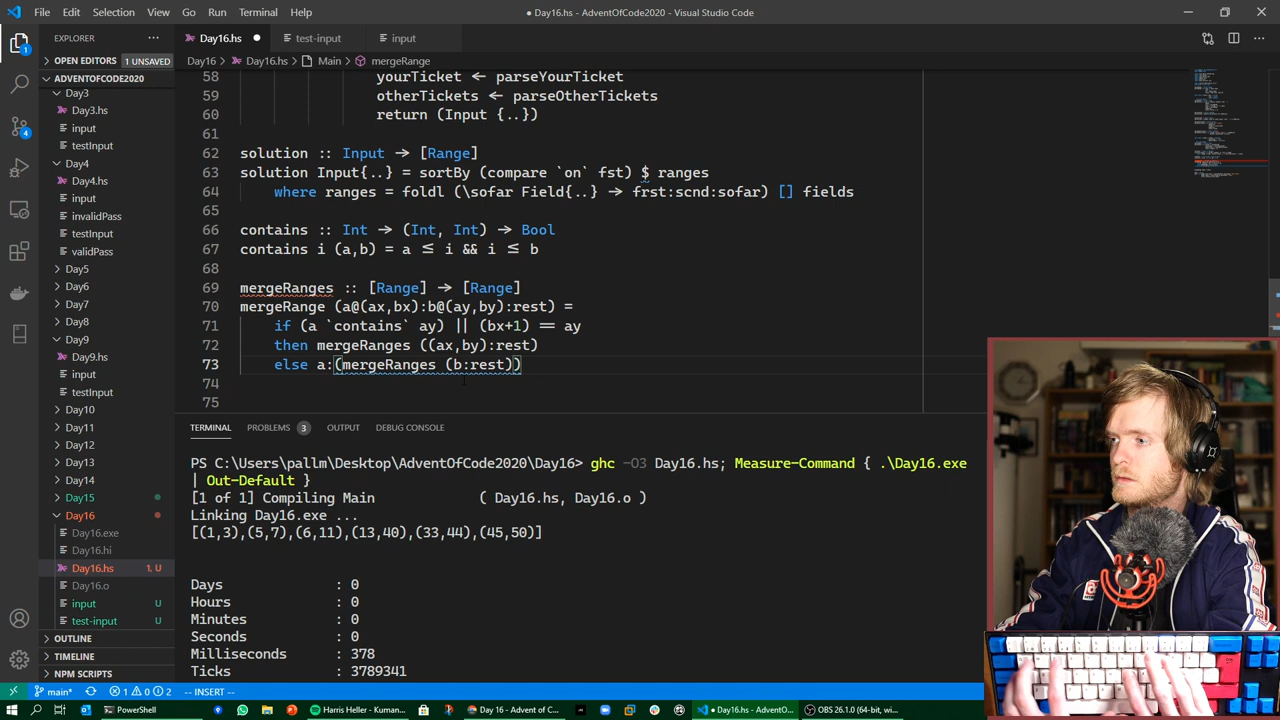 File Edit Selection View Go Run Terminal Help
● Day16.hs - AdventOfCode2020 - Visual Studio Code
EXPLORER ···
Day16.hs ● test-input input
OPEN EDITORS 1 UNSAVED
Day16 > Day16.hs > Main > mergeRange
ADVENTOFCODE2020
Day3
Day3.hs
input
testInput
Day4
Day4.hs
input
invalidPass
testInput
validPass
Day5
Day6
Day7
Day8
Day9
Day9.hs
input
testInput
Day10
Day11
Day12
Day13
Day14
Day15
Day16
Day16.exe
Day16.hi
Day16.hs 1, U
Day16.o
input U
test-input U
OUTLINE
TIMELINE
NPM SCRIPTS
58 yourTicket ← parseYourTicket
59 otherTickets ← parseOtherTickets
60 return (Input {..})
61
62 solution :: Input → [Range]
63 solution Input{..} = sortBy (compare `on` fst) $ ranges
64 where ranges = foldl (\sofar Field{..} → frst:scnd:sofar) [] fields
65
66 contains :: Int → (Int, Int) → Bool
67 contains i (a,b) = a ≤ i && i ≤ b
68
69 mergeRanges :: [Range] → [Range]
70 mergeRange (a@(ax,bx):b@(ay,by):rest) =
71 if (a `contains` ay) || (bx+1) == ay
72 then mergeRanges ((ax,by):rest)
73 else a:(mergeRanges (b:rest))
74
75
TERMINAL PROBLEMS 3 OUTPUT DEBUG CONSOLE
PS C:\Users\pallm\Desktop\AdventOfCode2020\Day16> ghc -O3 Day16.hs; Measure-Command { .\Day16.exe
| Out-Default }
[1 of 1] Compiling Main ( Day16.hs, Day16.o )
Linking Day16.exe ...
[(1,3),(5,7),(6,11),(13,40),(33,44),(45,50)]
Days : 0
Hours : 0
Minutes : 0
Seconds : 0
Milliseconds : 378
Ticks : 3789341
main* 1 0 2 -- INSERT --
PowerShell
Harris Heller - Kuman...
Day 16 - Advent of C...
● Day16.hs - AdventO...
OBS 26.1.0 (64-bit, wi...